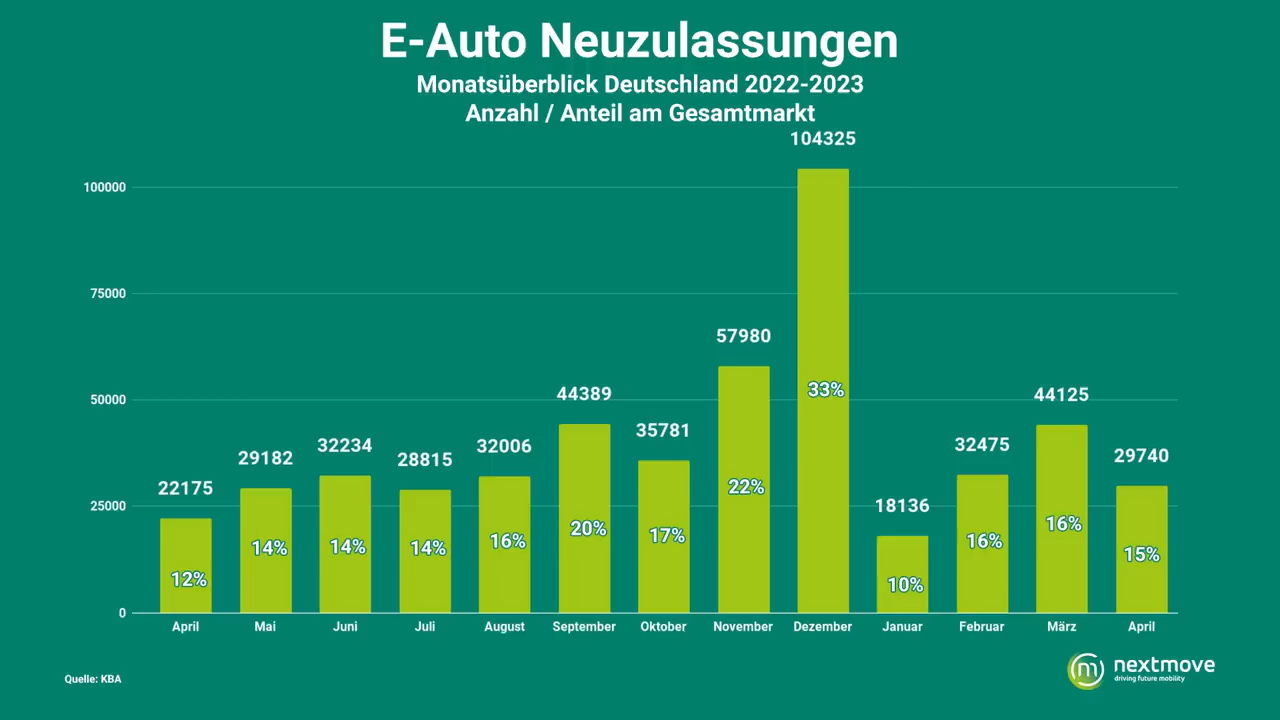 E-Auto Neuzulassungen
Monatsüberblick Deutschland 2022-2023
Anzahl / Anteil am Gesamtmarkt
104325
100000
75000
57980
50000
33%
44389
44125
35781
32234
32006
32475
29182
28815
29740
22175
25000
22%
18136
20%
17%
16%
16%
16%
14%
14%
14%
15%
12%
10%
0
April
Mai
Juni
Juli
August
September
Oktober
November
Dezember
Januar
Februar
März
April
Quelle: KBA
m nextmove
driving future mobility